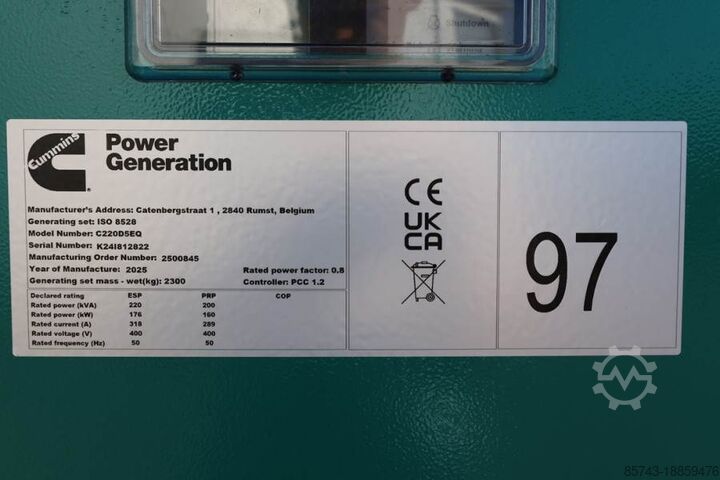 Shutdown
Cummins
Power
Generation
Manufacturer's Address: Catenbergstraat 1 , 2840 Rumst, Belgium
Generating set: ISO 8528
Model Number: C220D5EQ
Serial Number: K24I812822
Manufacturing Order Number: 2500845
Year of Manufacture: 2025 Rated power factor: 0.8
Generating set mass - wet(kg): 2300 Controller: PCC 1.2
Declared rating ESP PRP COP
Rated power (kVA) 220 200
Rated power (kW) 176 160
Rated current (A) 318 289
Rated voltage (V) 400 400
Rated frequency (Hz) 50 50
CE
UK
CA
97
85743-18859476